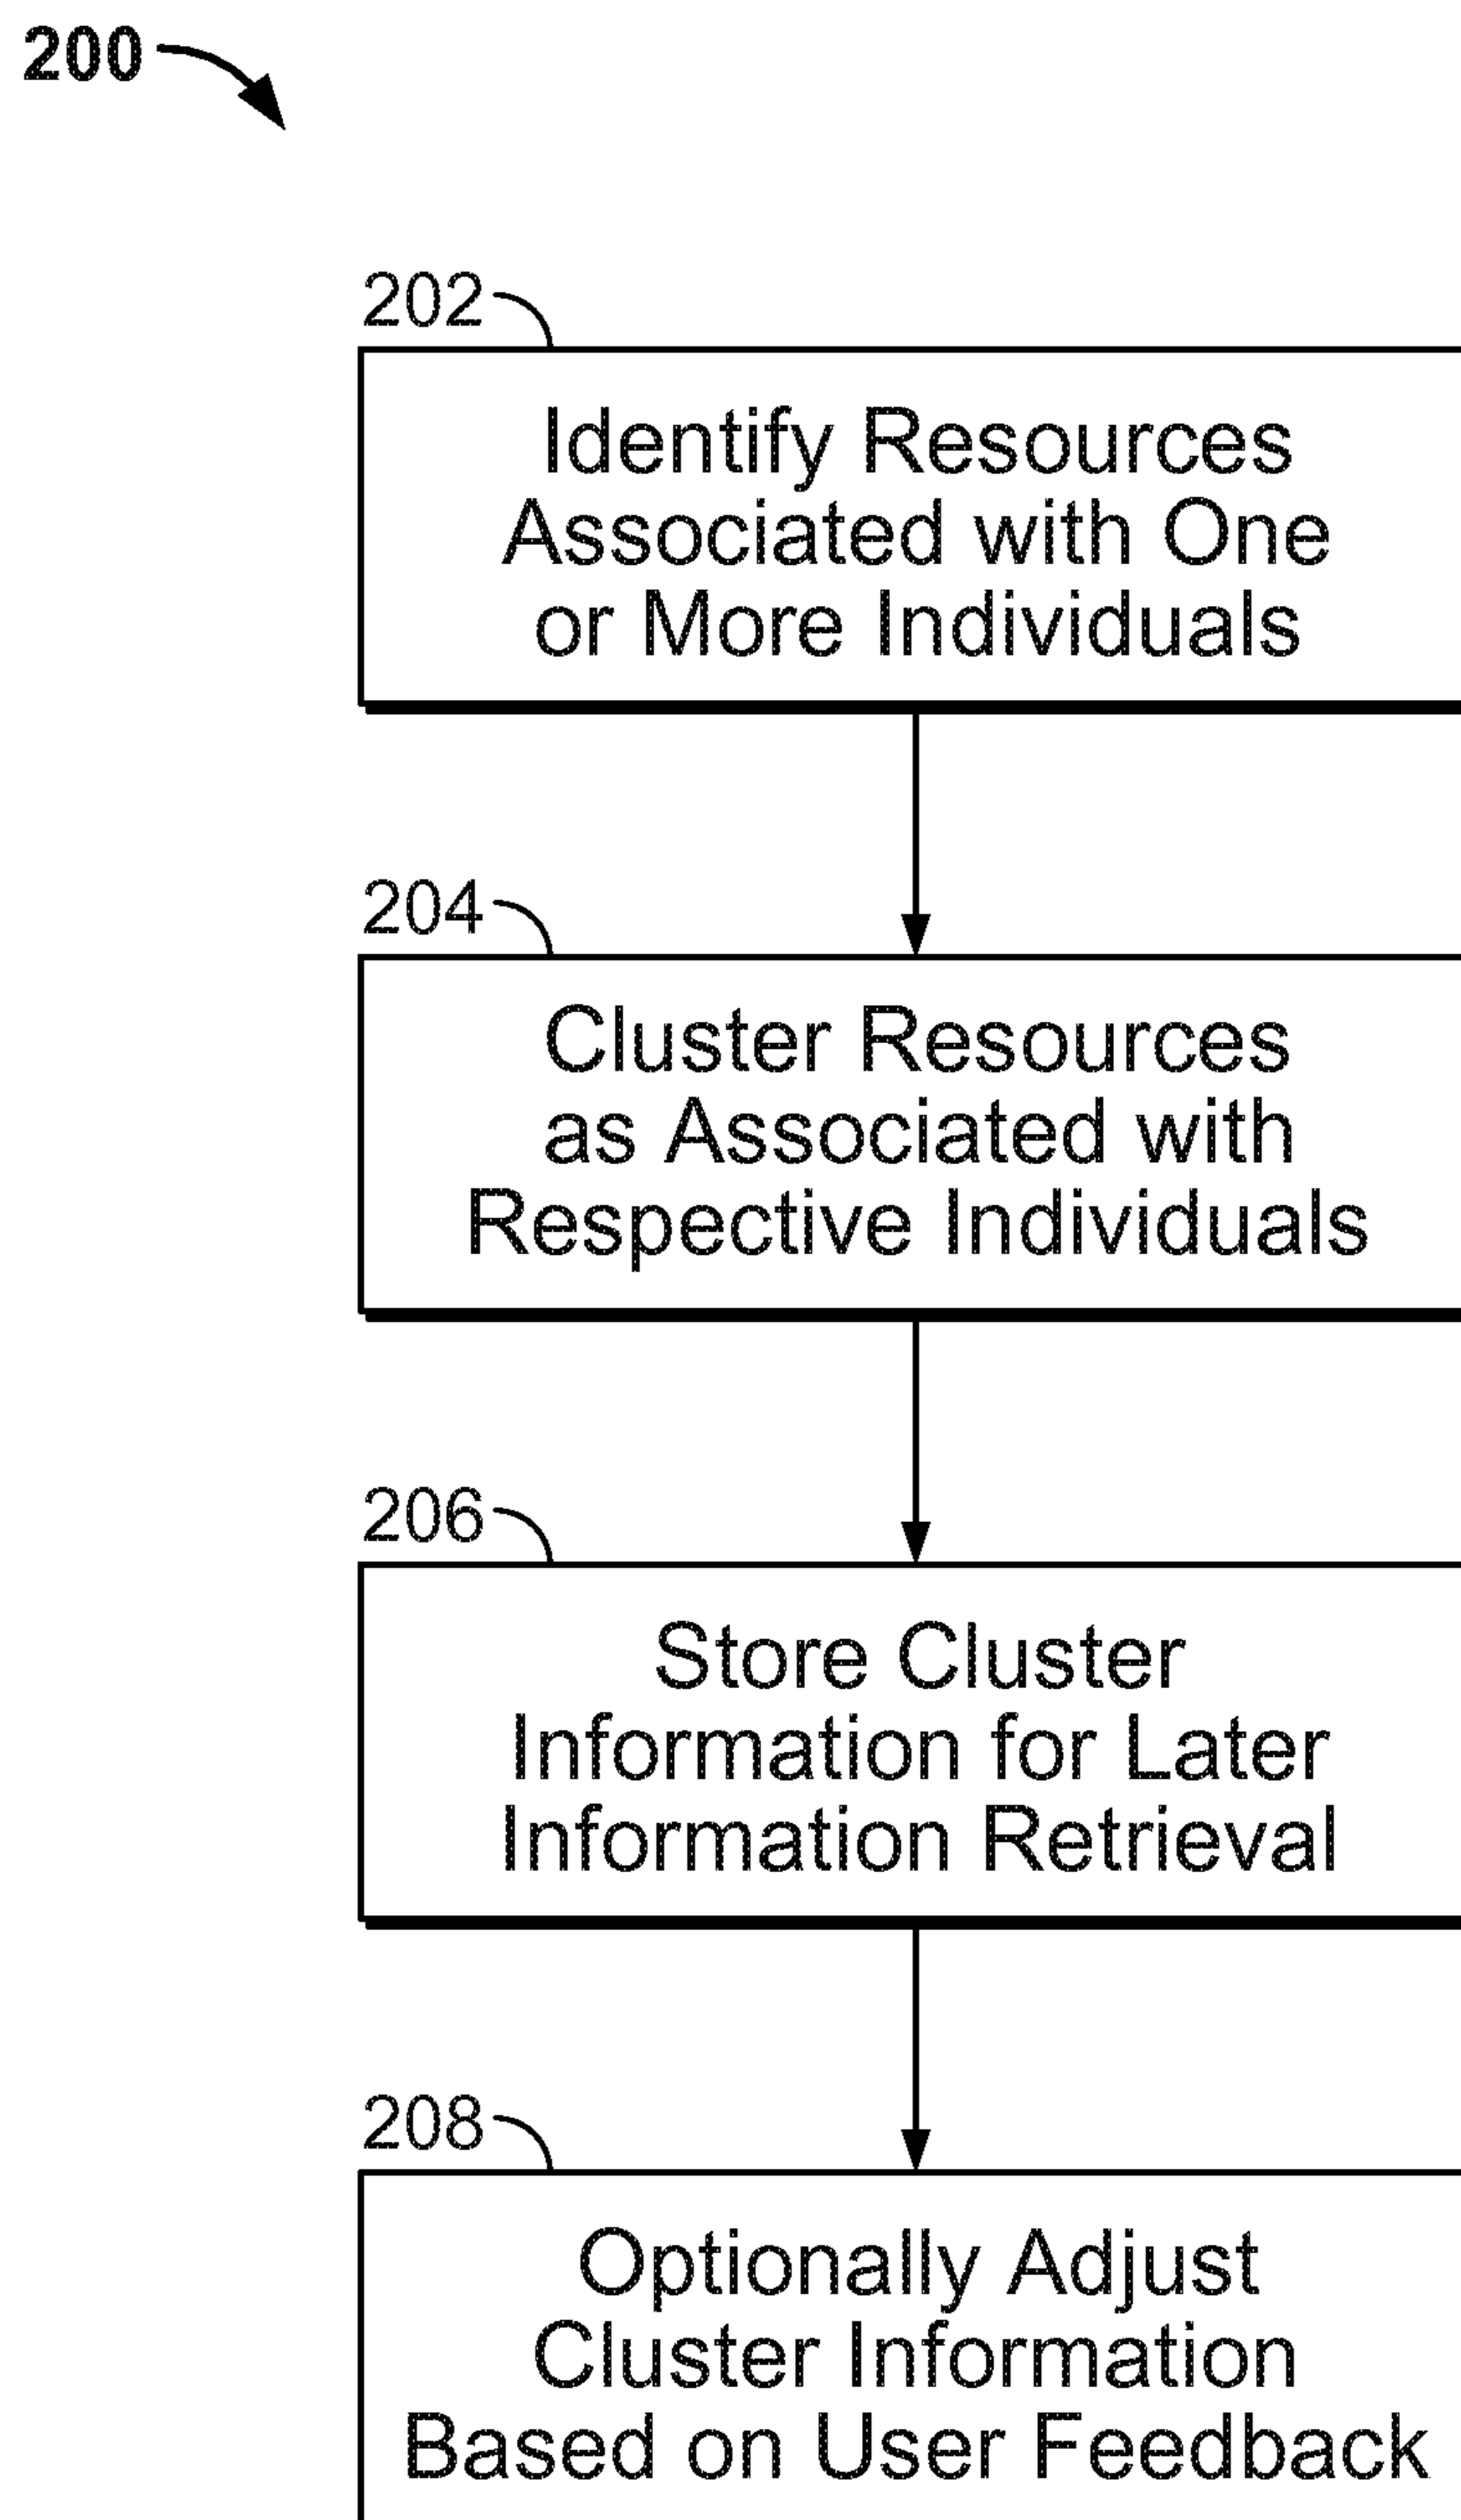 200
202
Identify Resources
Associated with One
or More Individuals
204
Cluster Resources
as Associated with
Respective Individuals
206
Store Cluster
Information for Later
Information Retrieval
208
Optionally Adjust
Cluster Information
Based on User Feedback